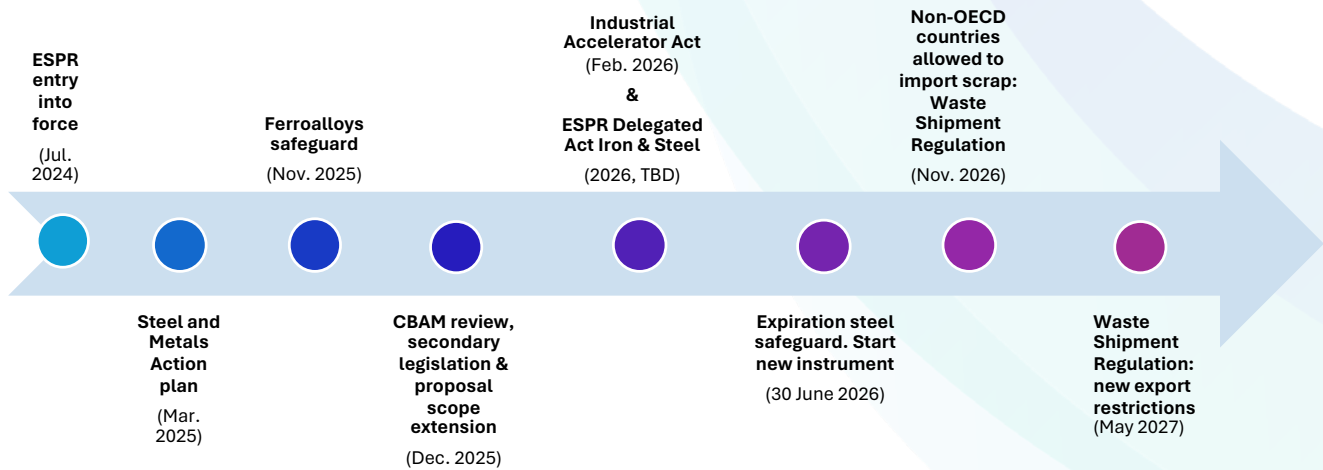 ESPR
entry
into
force
(Jul.
2024)
Steel and
Metals
Action
plan
(Mar.
2025)
Ferroalloys
safeguard
(Nov. 2025)
CBAM review,
secondary
legislation &
proposal
scope
extension
(Dec. 2025)
Industrial
Accelerator Act
(Feb. 2026)
&
ESPR Delegated
Act Iron & Steel
(2026, TBD)
Expiration steel
safeguard. Start
new instrument
(30 June 2026)
Non-OECD
countries
allowed to
import scrap:
Waste
Shipment
Regulation
(Nov. 2026)
Waste
Shipment
Regulation:
new export
restrictions
(May 2027)